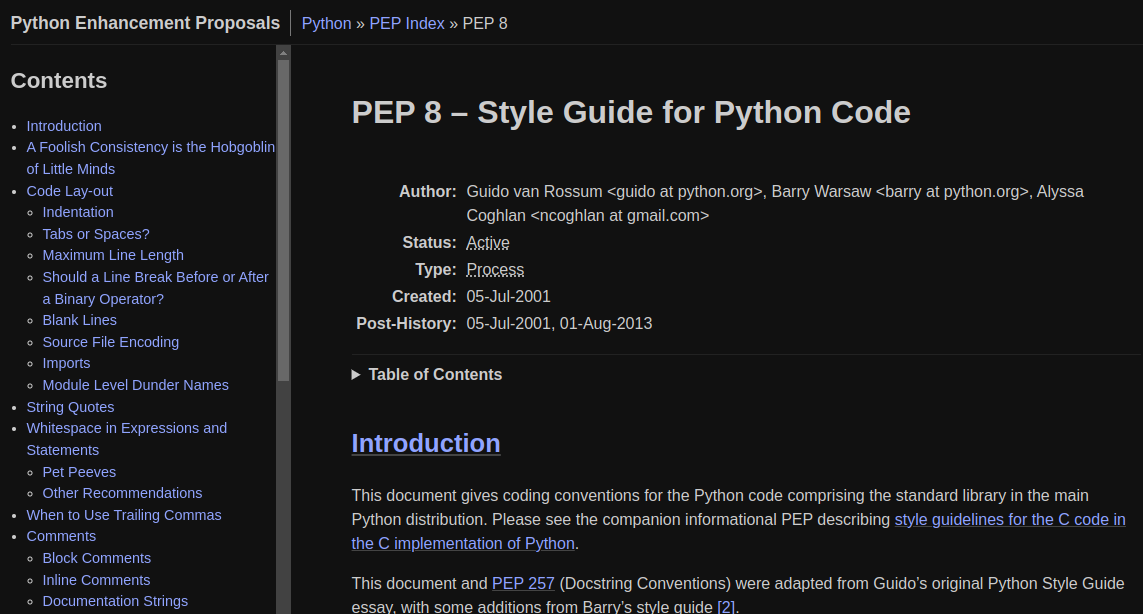 Python Enhancement Proposals
Python » PEP Index » PEP 8
Contents
Introduction
A Foolish Consistency is the Hobgoblin
of Little Minds
Code Lay-out
Indentation
Tabs or Spaces?
Maximum Line Length
Should a Line Break Before or After
a Binary Operator?
Blank Lines
Source File Encoding
Imports
Module Level Dunder Names
String Quotes
Whitespace in Expressions and
Statements
Pet Peeves
Other Recommendations
When to Use Trailing Commas
Comments
Block Comments
Inline Comments
Documentation Strings
PEP 8 – Style Guide for Python Code
Author: Guido van Rossum <guido at python.org>, Barry Warsaw <barry at python.org>, Alyssa
Coghlan <ncoghlan at gmail.com>
Status: Active
Type: Process
Created: 05-Jul-2001
Post-History: 05-Jul-2001, 01-Aug-2013
Table of Contents
Introduction
This document gives coding conventions for the Python code comprising the standard library in the main
Python distribution. Please see the companion informational PEP describing style guidelines for the C code in
the C implementation of Python.
This document and PEP 257 (Docstring Conventions) were adapted from Guido’s original Python Style Guide
essay, with some additions from Barry’s style guide [2].